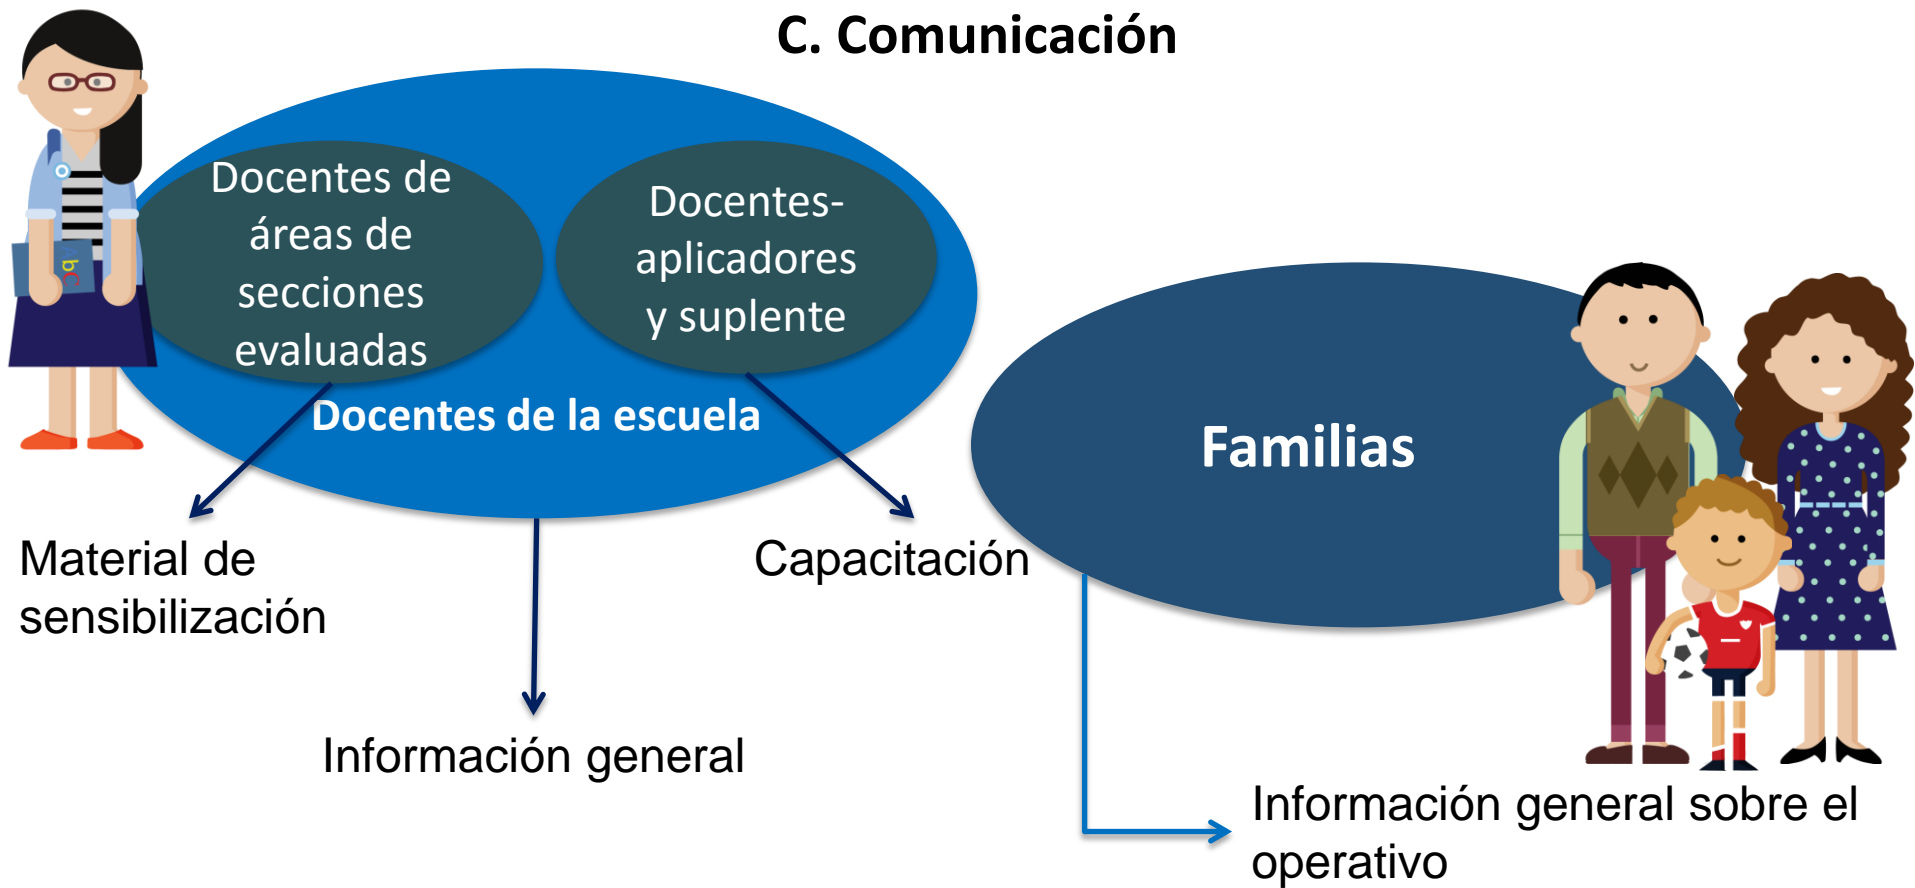 C. Comunicación
Docentes de
áreas de
secciones
evaluadas
Docentes-
aplicadores
y suplente
Docentes de la escuela
Familias
Material de
sensibilización
Capacitación
Información general
Información general sobre el
operativo
AbC